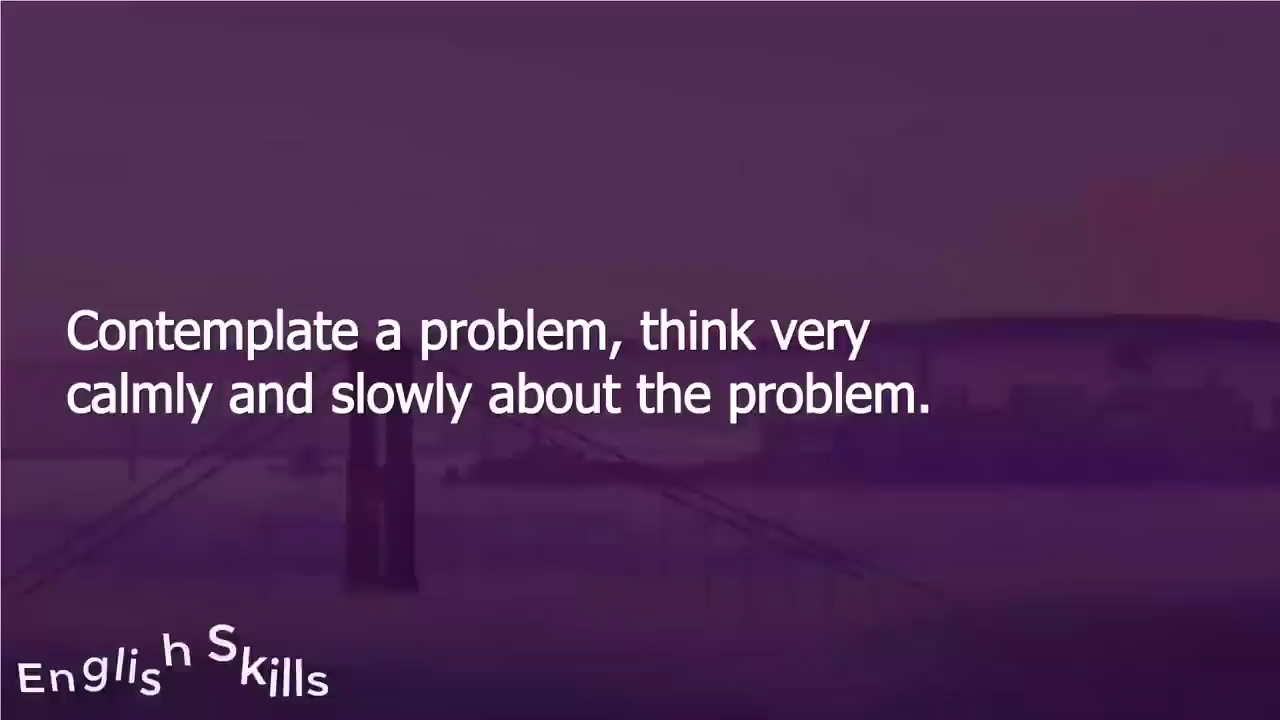 Contemplate a problem, think very
calmly and slowly about the problem.
English Skills